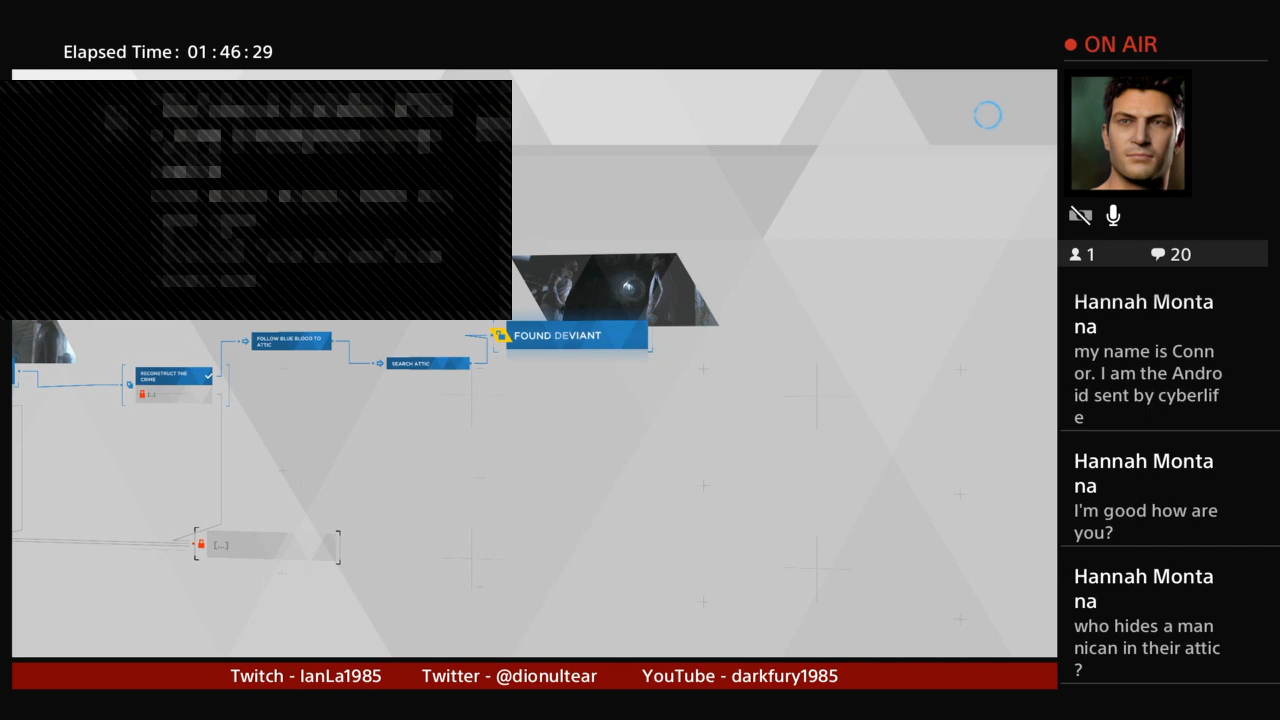 Elapsed Time: 01:46:29
ON AIR
1 20
FOUND DEVIANT
FOLLOW BLUE BLOOD TO
ATTIC
SEARCH ATTIC
RECONSTRUCT THE
CRIME
[...]
[...]
Hannah Monta
na
my name is Conn
or. I am the Andro
id sent by cyberlif
e
Hannah Monta
na
I'm good how are
you?
Hannah Monta
na
who hides a man
nican in their attic
?
Twitch - IanLa1985 Twitter - @dionultear YouTube - darkfury1985